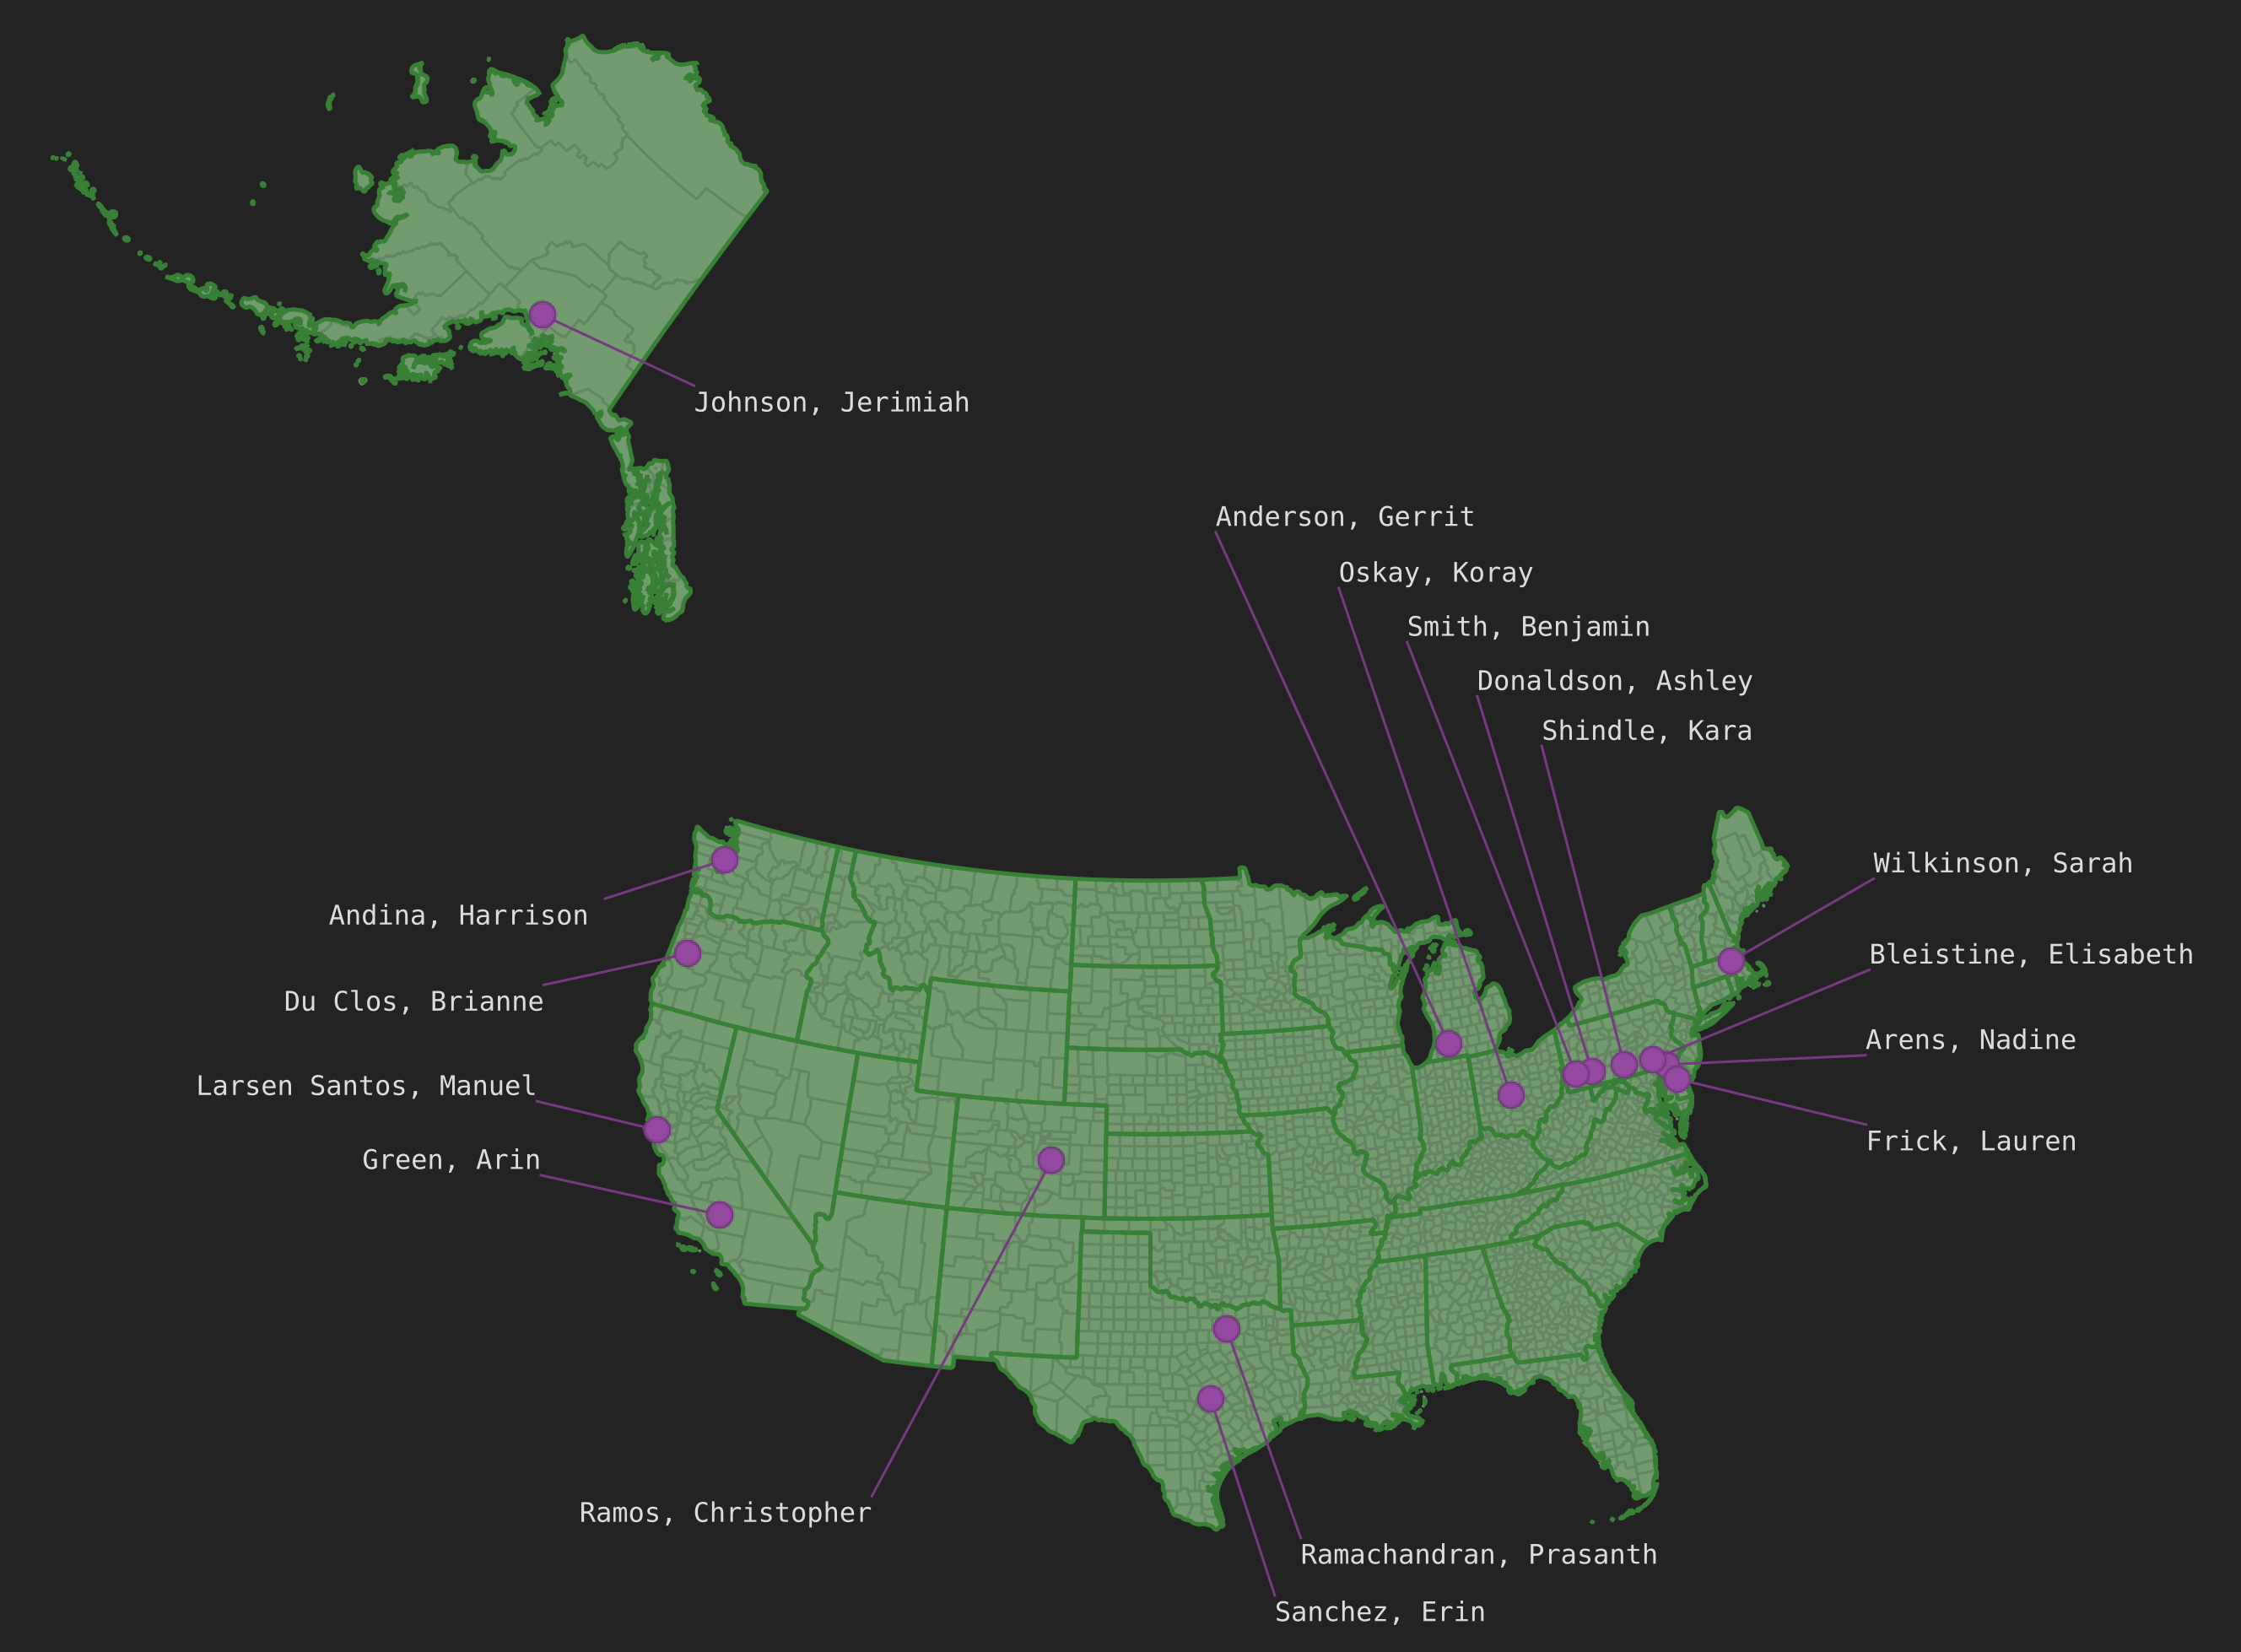 Johnson, Jerimiah
Anderson, Gerrit
Oskay, Koray
Smith, Benjamin
Donaldson, Ashley
Shindle, Kara
Wilkinson, Sarah
Andina, Harrison
Bleistine, Elisabeth
Du Clos, Brianne
Arens, Nadine
Larsen Santos, Manuel
Frick, Lauren
Green, Arin
Ramos, Christopher
Ramachandran, Prasanth
Sanchez, Erin